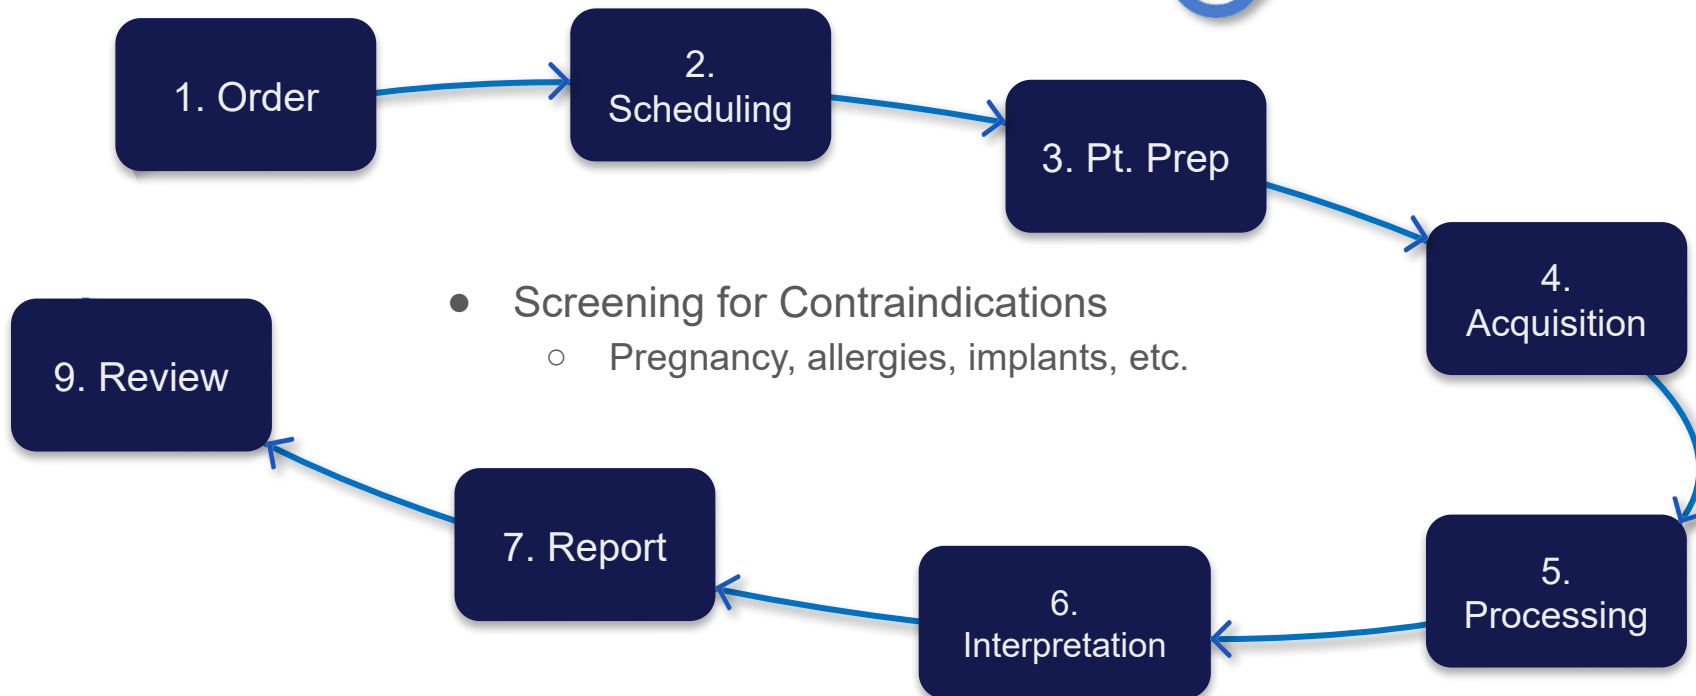 1. Order
2.
Scheduling
3. Pt. Prep
4.
Acquisition
5.
Processing
6.
Interpretation
7. Report
9. Review
● Screening for Contraindications
○ Pregnancy, allergies, implants, etc.